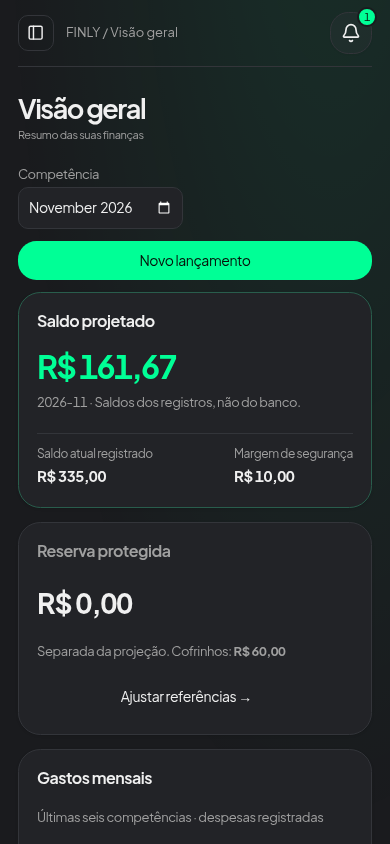 FINLY / Visão geral
1
Visão geral
Resumo das suas finanças
Competência
November 2026
Novo lançamento
Saldo projetado
R$ 161,67
2026-11 · Saldos dos registros, não do banco.
Saldo atual registrado
R$ 335,00
Margem de segurança
R$ 10,00
Reserva protegida
R$ 0,00
Separada da projeção. Cofrinhos: R$ 60,00
Ajustar referências →
Gastos mensais
Últimas seis competências · despesas registradas